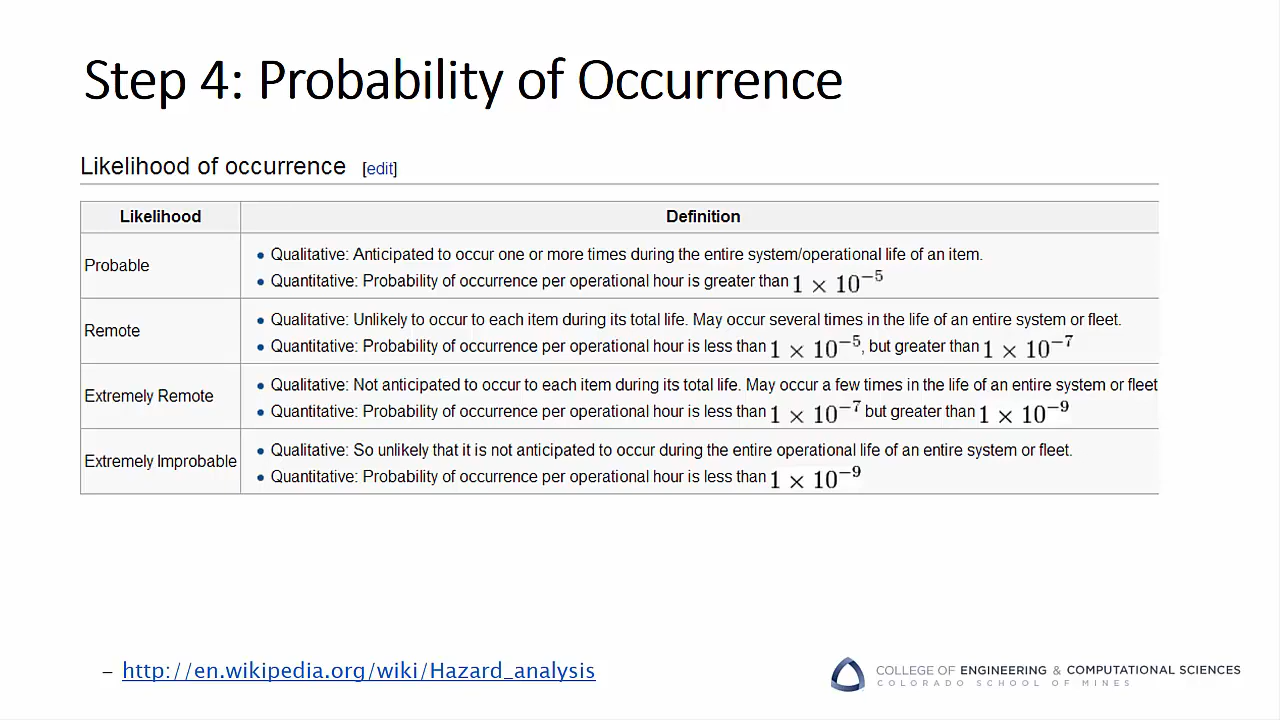 Step 4: Probability of Occurrence
Likelihood of occurrence [edit]
Likelihood Definition
Probable
• Qualitative: Anticipated to occur one or more times during the entire system/operational life of an item.
• Quantitative: Probability of occurrence per operational hour is greater than 1 × 10⁻⁵
Remote
• Qualitative: Unlikely to occur to each item during its total life. May occur several times in the life of an entire system or fleet.
• Quantitative: Probability of occurrence per operational hour is less than 1 × 10⁻⁵, but greater than 1 × 10⁻⁷
Extremely Remote
• Qualitative: Not anticipated to occur to each item during its total life. May occur a few times in the life of an entire system or fleet
• Quantitative: Probability of occurrence per operational hour is less than 1 × 10⁻⁷ but greater than 1 × 10⁻⁹
Extremely Improbable
• Qualitative: So unlikely that it is not anticipated to occur during the entire operational life of an entire system or fleet.
• Quantitative: Probability of occurrence per operational hour is less than 1 × 10⁻⁹
– http://en.wikipedia.org/wiki/Hazard_analysis
COLLEGE OF ENGINEERING & COMPUTATIONAL SCIENCES
COLORADO SCHOOL OF MINES